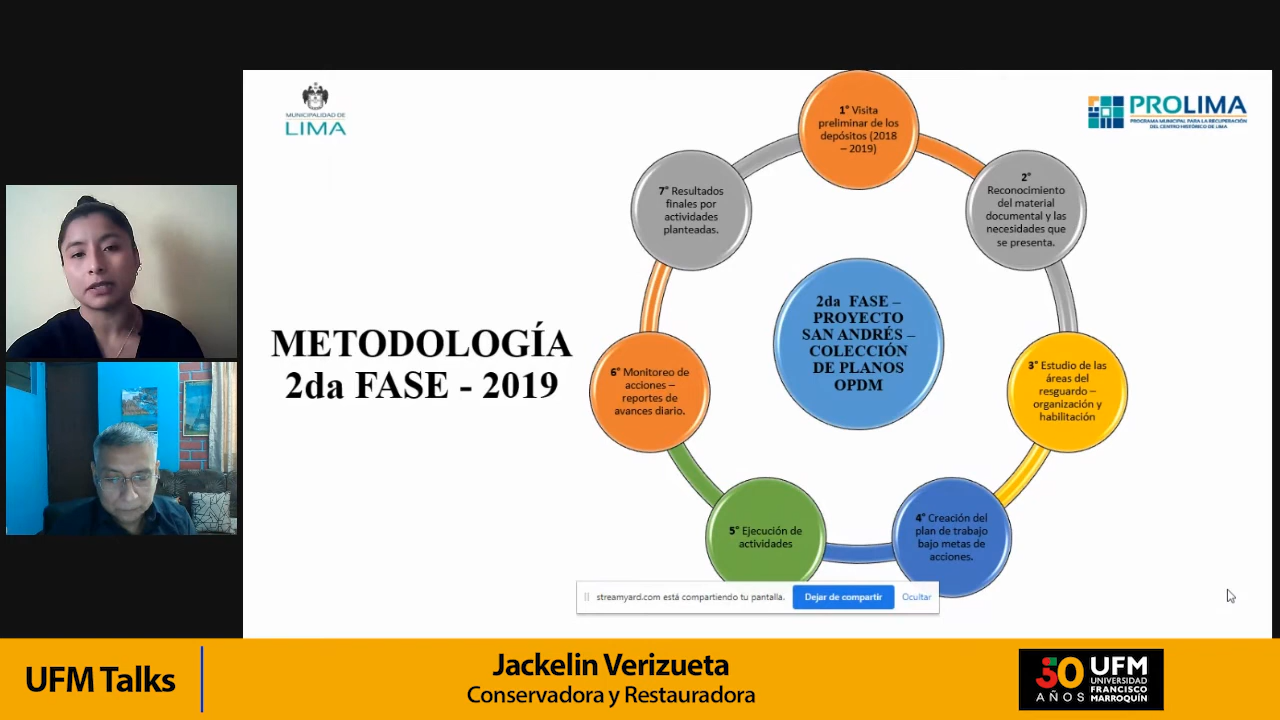 MUNICIPALIDAD DE
LIMA
PROLIMA
PROGRAMA MUNICIPAL PARA LA RECUPERACIÓN
DEL CENTRO HISTÓRICO DE LIMA
METODOLOGÍA
2da FASE - 2019
1° Visita
preliminar de los
depósitos (2018
– 2019)
2°
Reconocimiento
del material
documental y las
necesidades que
se presenta.
3° Estudio de las
áreas del
resguardo –
organización y
habilitación
4° Creación del
plan de trabajo
bajo metas de
acciones.
5° Ejecución de
actividades
6° Monitoreo de
acciones –
reportes de
avances diario.
7° Resultados
finales por
actividades
planteadas.
2da FASE –
PROYECTO
SAN ANDRÉS –
COLECCIÓN
DE PLANOS
OPDM
streamyard.com está compartiendo tu pantalla.
Dejar de compartir
Ocultar
UFM Talks
Jackelin Verizueta
Conservadora y Restauradora
50
AÑOS
UFM
UNIVERSIDAD
FRANCISCO
MARROQUÍN